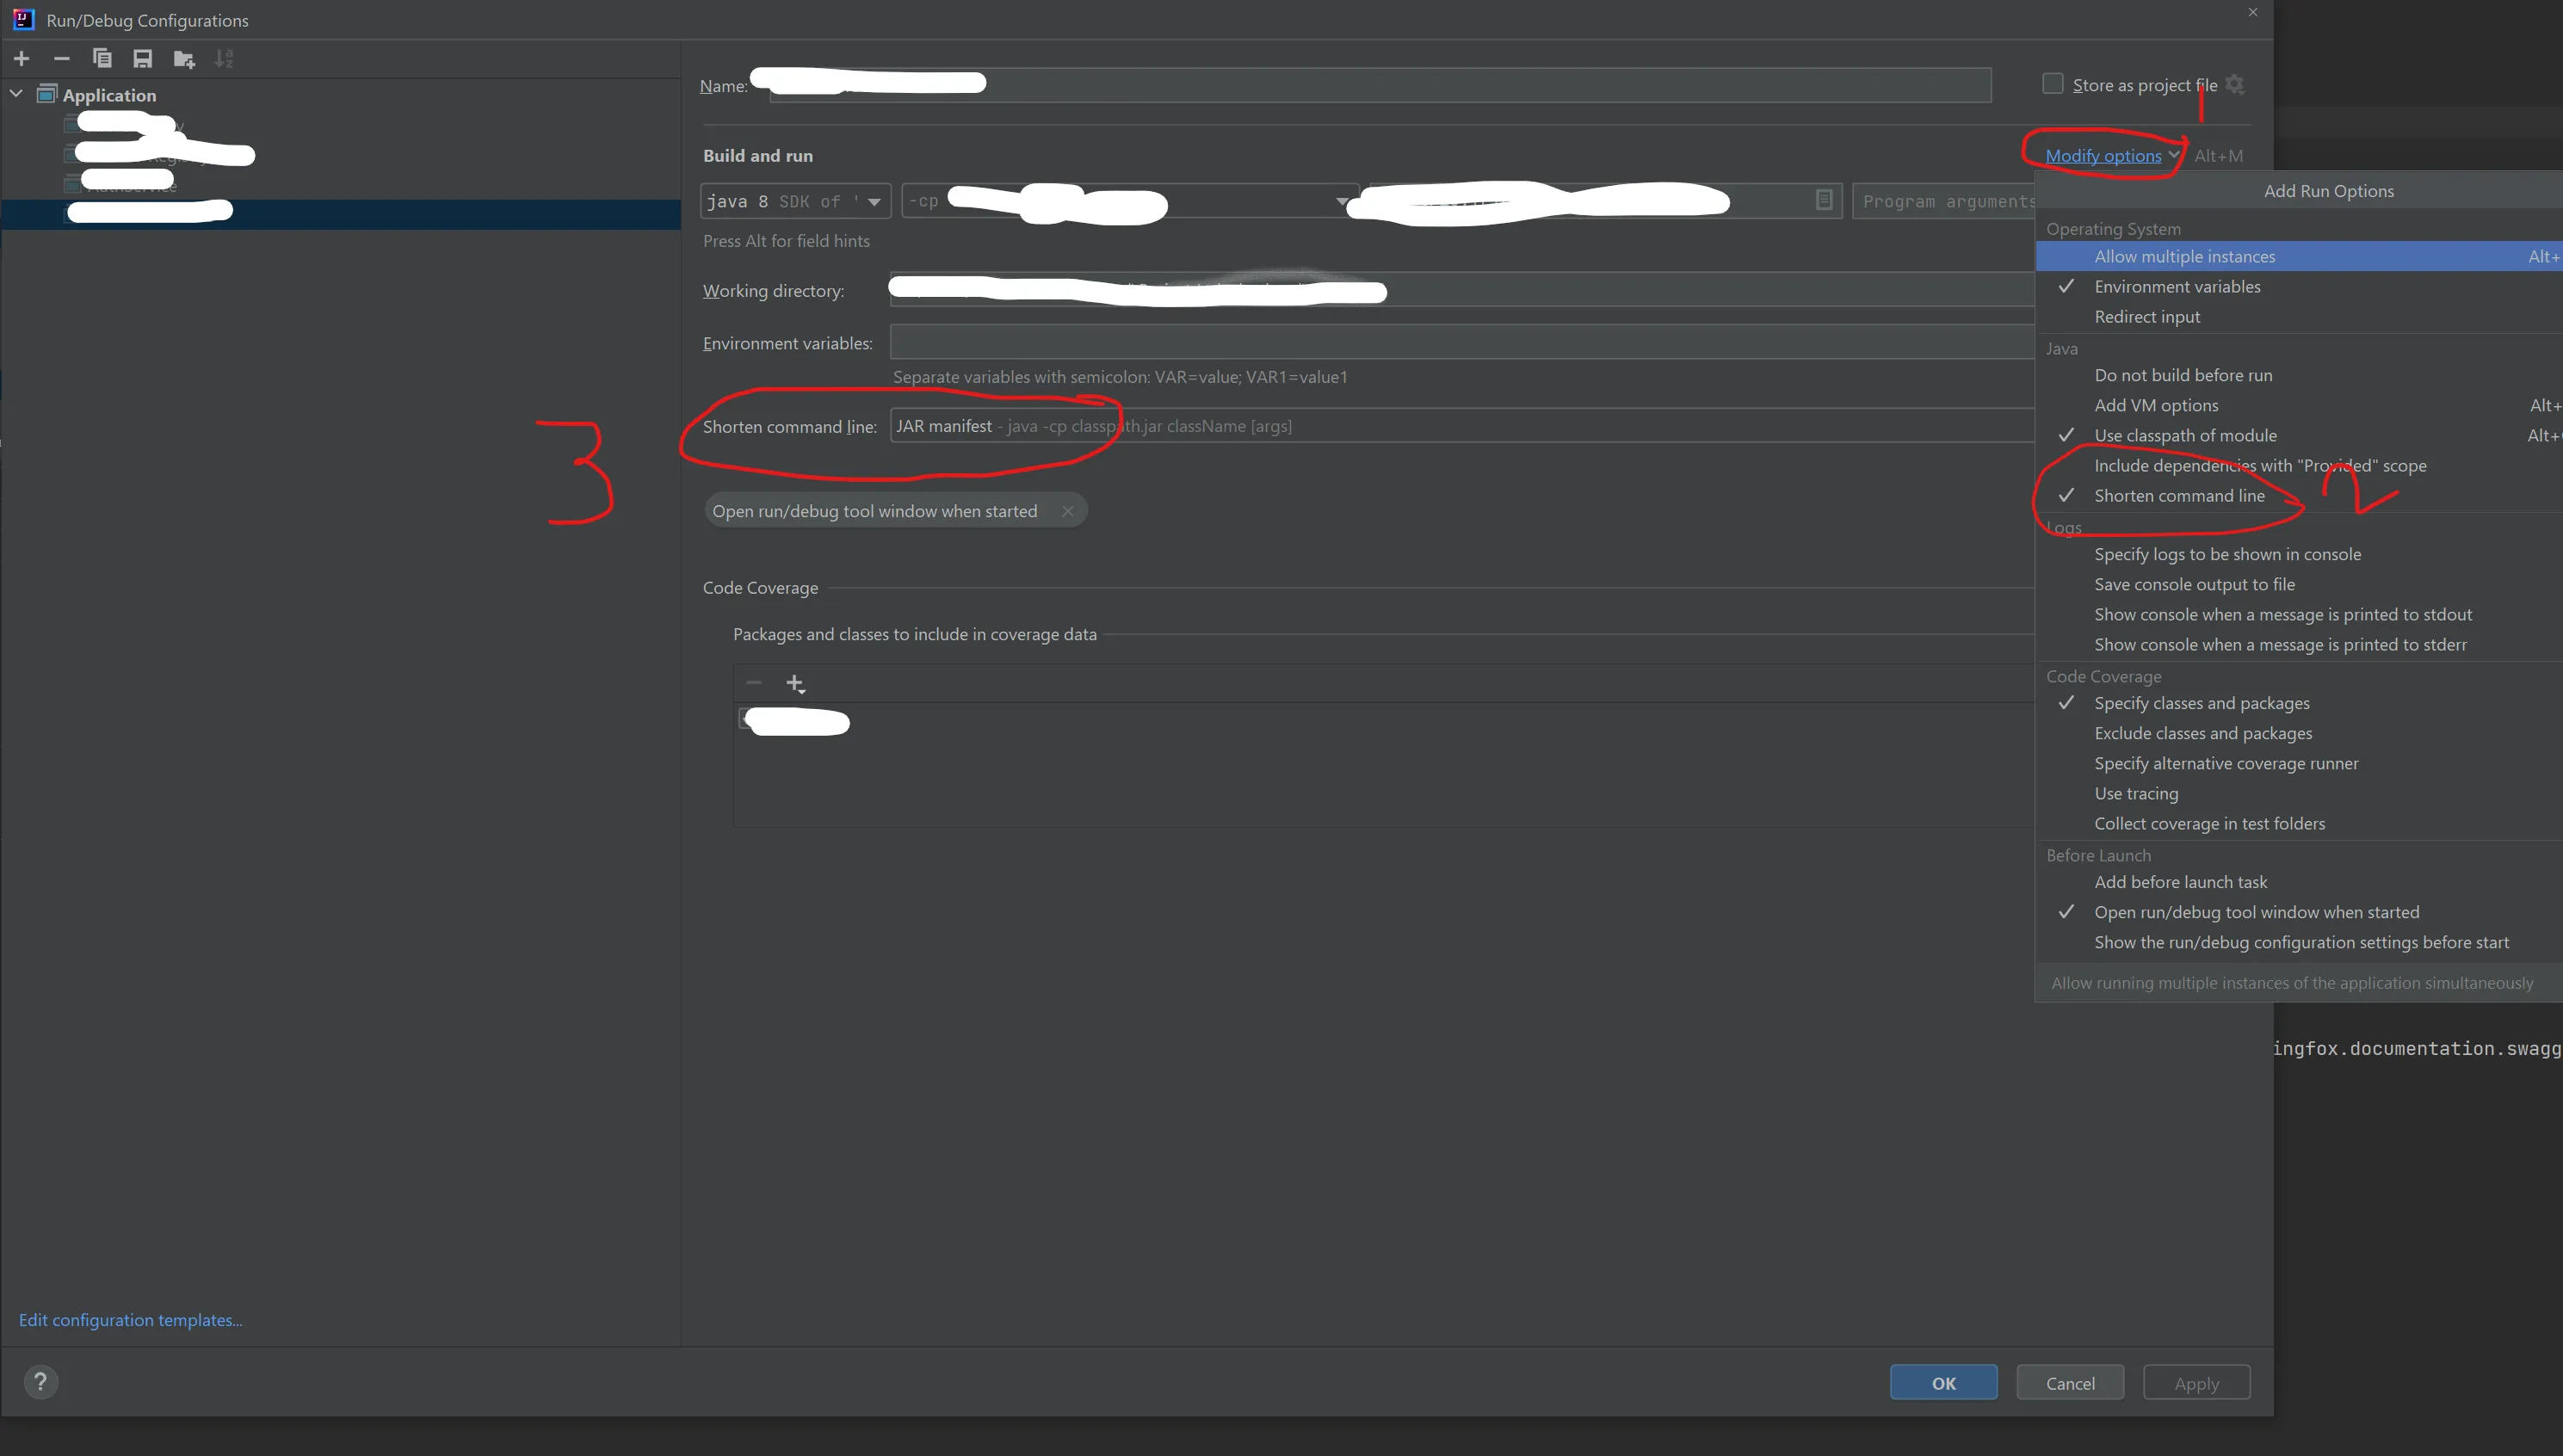 Run/Debug Configurations
Application
AuthService
Edit configuration templates...
Name:
Store as project file
1
Build and run
Modify options Alt+M
java 8 SDK of '
-cp
Program arguments
Press Alt for field hints
Working directory:
Environment variables:
Separate variables with semicolon: VAR=value; VAR1=value1
3
Shorten command line: JAR manifest - java -cp classpath.jar className [args]
Open run/debug tool window when started
Code Coverage
Packages and classes to include in coverage data
Add Run Options
Operating System
Allow multiple instances Alt+
Environment variables
Redirect input
Java
Do not build before run
Add VM options Alt+
Use classpath of module Alt+
Include dependencies with "Provided" scope
Shorten command line
2
Logs
Specify logs to be shown in console
Save console output to file
Show console when a message is printed to stdout
Show console when a message is printed to stderr
Code Coverage
Specify classes and packages
Exclude classes and packages
Specify alternative coverage runner
Use tracing
Collect coverage in test folders
Before Launch
Add before launch task
Open run/debug tool window when started
Show the run/debug configuration settings before start
Allow running multiple instances of the application simultaneously
ingfox.documentation.swagg
?
OK
Cancel
Apply